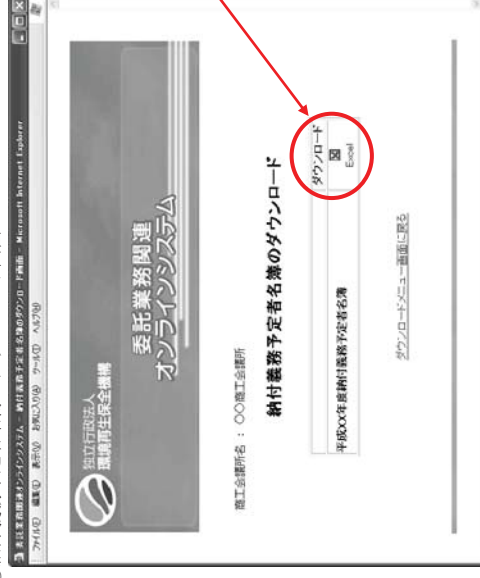 委託業務関連オンラインシステム - 納付義務予定者名簿のダウンロード画面 - Microsoft Internet Explorer
ファイル(F) 編集(E) 表示(V) お気に入り(A) ツール(T) ヘルプ(H)
独立行政法人
環境再生保全機構
委託業務関連
オンラインシステム
商工会議所名 : 〇〇商工会議所
納付義務予定者名簿のダウンロード
ダウンロード
平成XX年度納付義務予定者名簿
Excel
ダウンロードメニュー画面に戻る